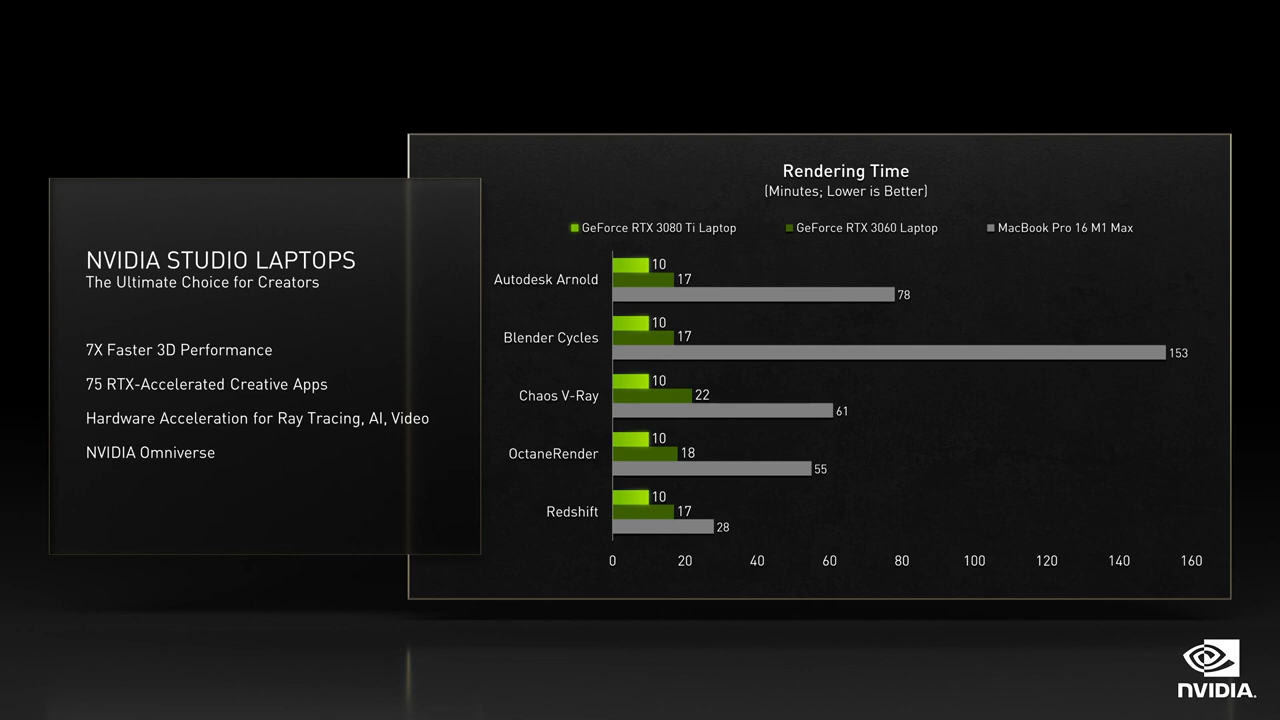 NVIDIA STUDIO LAPTOPS
The Ultimate Choice for Creators
7X Faster 3D Performance
75 RTX-Accelerated Creative Apps
Hardware Acceleration for Ray Tracing, AI, Video
NVIDIA Omniverse
Rendering Time
(Minutes; Lower is Better)
GeForce RTX 3080 Ti Laptop GeForce RTX 3060 Laptop MacBook Pro 16 M1 Max
Autodesk Arnold 10 17 78
Blender Cycles 10 17 153
Chaos V-Ray 10 22 61
OctaneRender 10 18 55
Redshift 10 17 28
0 20 40 60 80 100 120 140 160
NVIDIA.